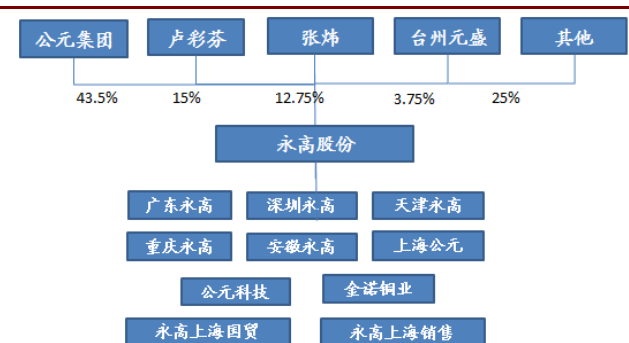 公元集团 卢彩芬 张炜 台州元盛 其他
43.5% 15% 12.75% 3.75% 25%
永高股份
广东永高 深圳永高 天津永高
重庆永高 安徽永高 上海公元
公元科技 金诺铜业
永高上海国贸 永高上海销售